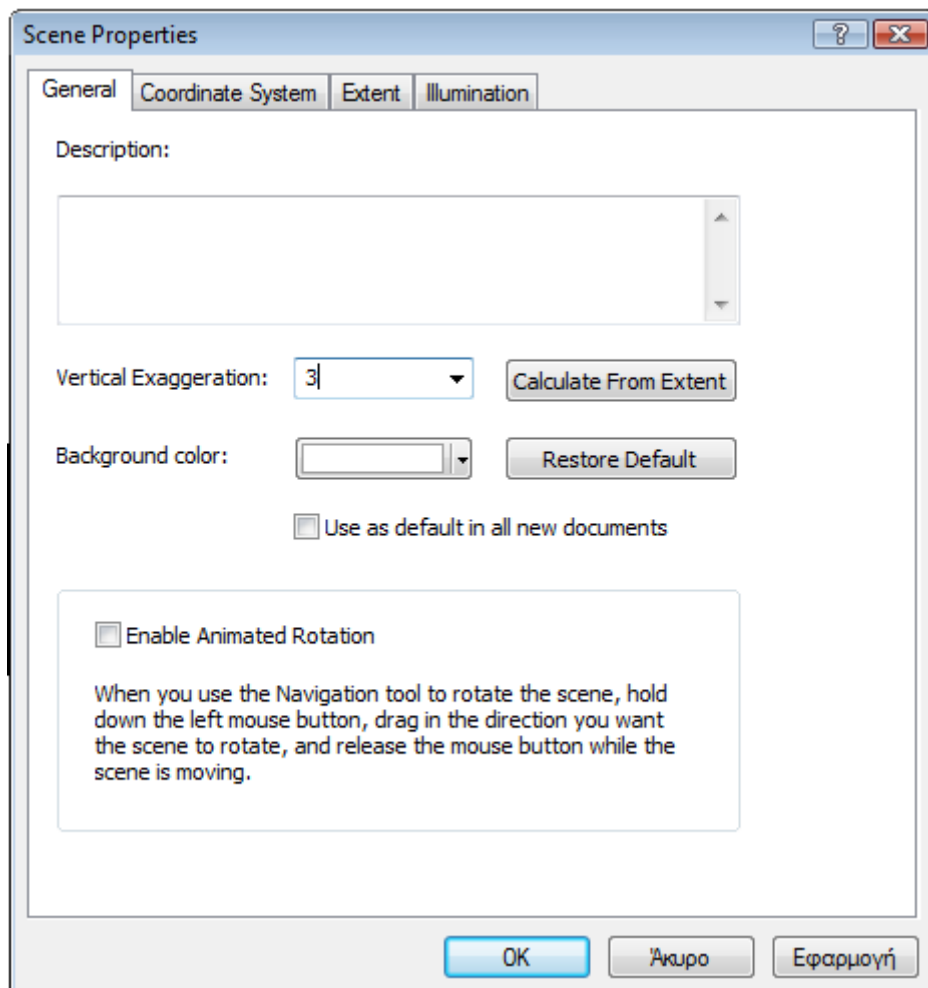 Scene Properties
General Coordinate System Extent Illumination
Description:
Vertical Exaggeration: 3 Calculate From Extent
Background color: Restore Default
Use as default in all new documents
Enable Animated Rotation
When you use the Navigation tool to rotate the scene, hold
down the left mouse button, drag in the direction you want
the scene to rotate, and release the mouse button while the
scene is moving.
OK Άκυρο Εφαρμογή